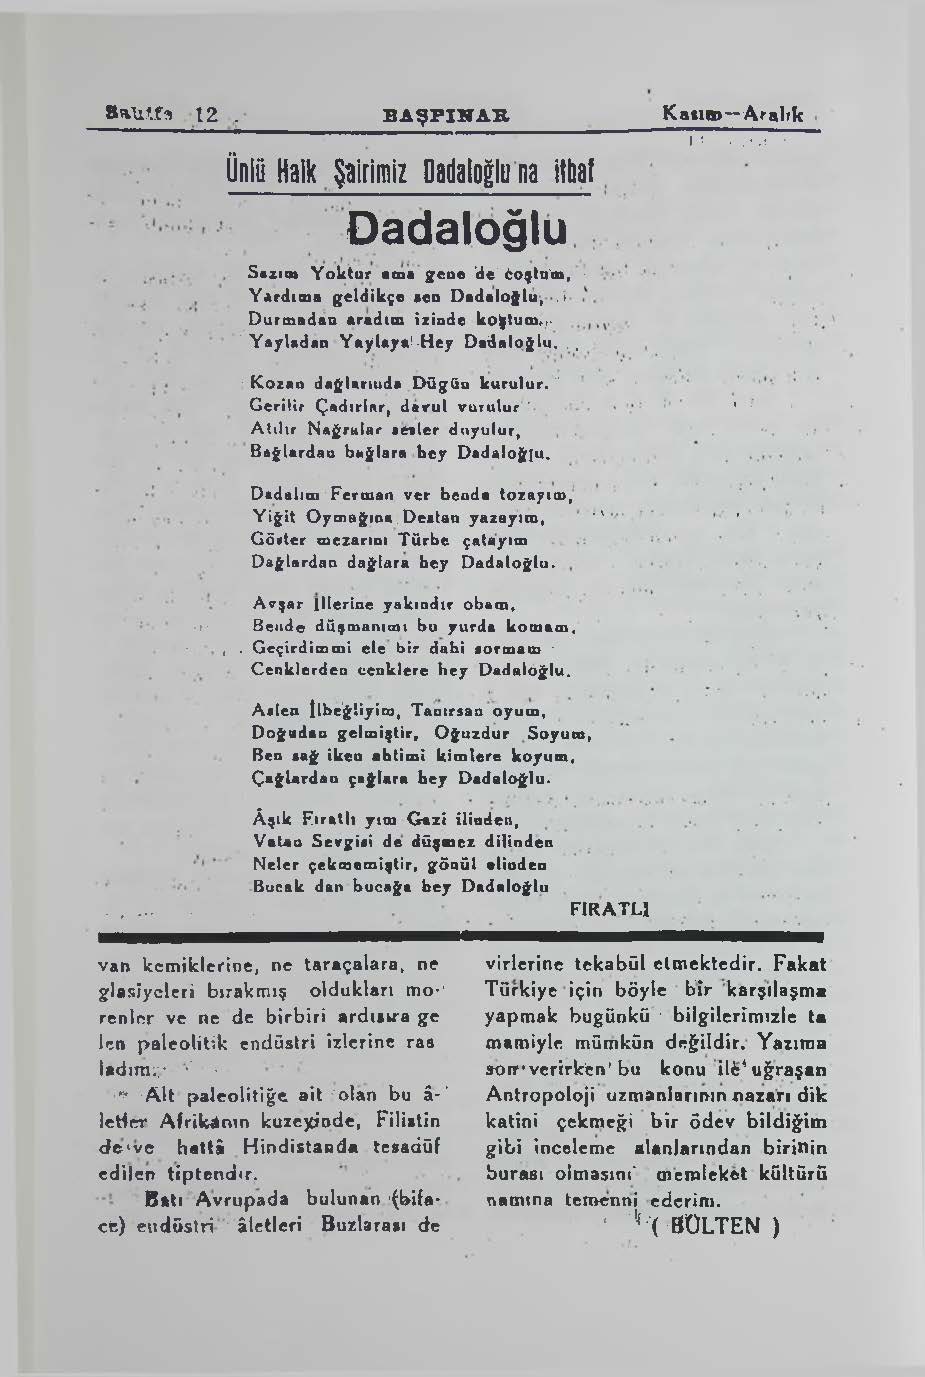 Sahife 12 BAŞPINAR Kasım—Aralık
Ünlü Halk Şairimiz Dadaloğlu'na ithaf
Dadaloğlu
Sazım Yoktur ama gene de coştum,
Yardıma geldikçe sen Dadaloğlu,
Durmadan aradım izinde koştum,
Yayladan Yaylaya Hey Dadaloğlu.
Kozan dağlarında Dügün kurulur.
Gerilir Çadırlar, davul vurulur
Atılır Nağralar sesler duyulur,
Bağlardan bağlara hey Dadaloğlu.
Dadalım Ferman ver bende tozayım,
Yiğit Oymağına Destan yazayım,
Göster mezarını Türbe çatayım
Dağlardan dağlara hey Dadaloğlu.
Avşar İllerine yakındır obam,
Bende düşmanımı bu yurda komam,
Geçirdimmi ele bir dahi sormam
Cenklerden cenklere hey Dadaloğlu.
Aslen İlbeğliyim, Tanırsan oyum,
Doğudan gelmiştir, Oğuzdur Soyum,
Ben sağ iken ahtimi kimlere koyum,
Çağlardan çağlara hey Dadaloğlu.
Âşık Fıratlı yım Gazi ilinden,
Vatan Sevgisi de düşmez dilinden
Neler çekmemiştir, gönül elinden
Bucak dan bucağa hey Dadaloğlu
FIRATLI
van kemiklerine, ne taraçalara, ne
glasiyeleri bırakmış oldukları mo-
renler ve ne de birbiri ardısıra ge
len paleolitik endüstri izlerine ras
ladım.
Alt paleolitiğe ait olan bu â-
letler Afrikanın kuzeyinde, Filistin
de ve hattâ Hindistanda tesadüf
edilen tiptendir.
Batı Avrupada bulunan (bifa-
ce) endüstri âletleri Buzlarası de
virlerine tekabül etmektedir. Fakat
Türkiye için böyle bir karşılaşma
yapmak bugünkü bilgilerimizle ta
mamiyle mümkün değildir. Yazıma
son verirken bu konu ile uğraşan
Antropoloji uzmanlarının nazarı dik
katini çekmeği bir ödev bildiğim
gibi inceleme alanlarından birinin
burası olmasını memleket kültürü
namına temenni ederim.
( BÜLTEN )